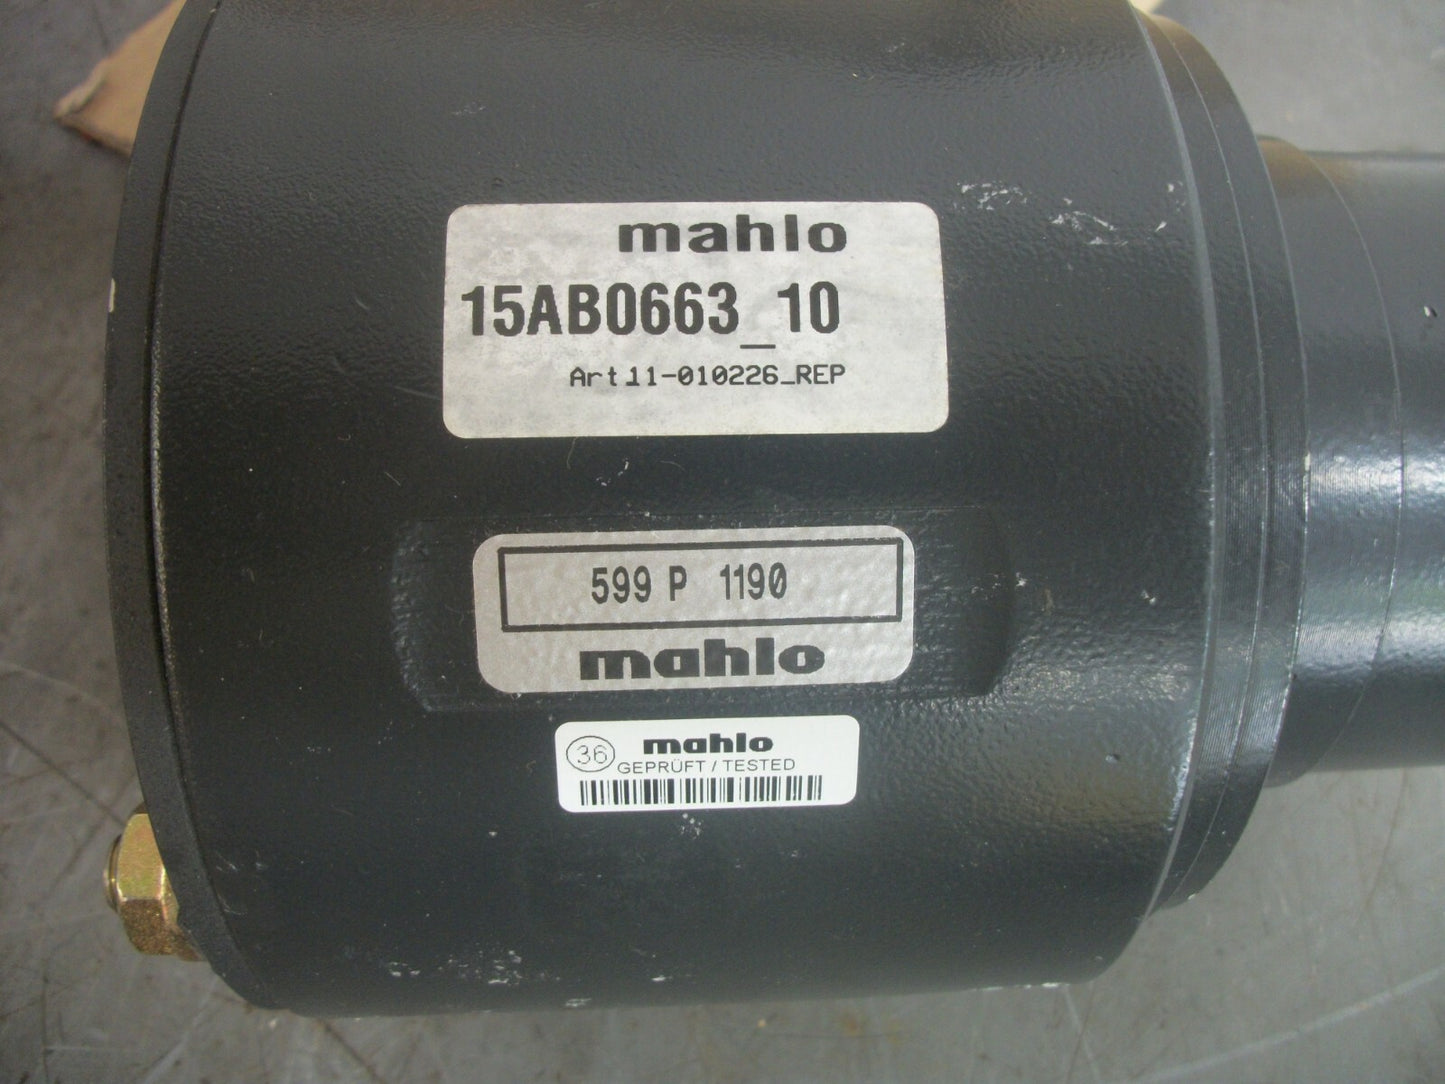 mahlo
15AB0663_10
Art11-010226_REP
599 P 1190
mahlo
36
mahlo
GEPRÜFT / TESTED